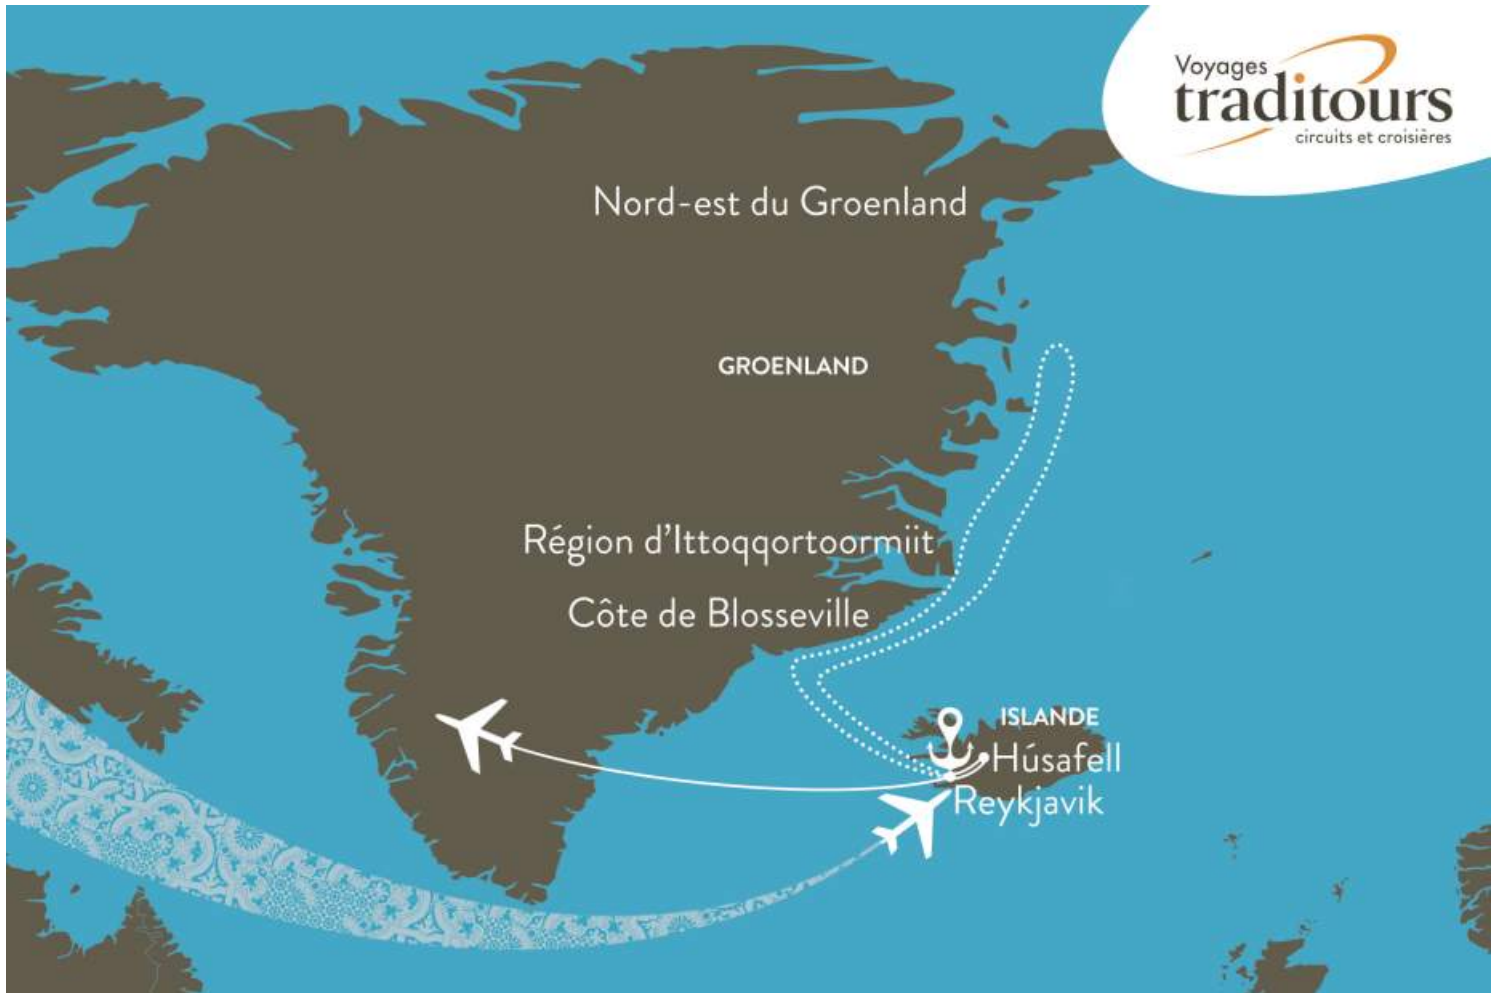 Voyages
traditours
circuits et croisières
Nord-est du Groenland
GROENLAND
Région d'Ittoqqortoormiit
Côte de Blosseville
ISLANDE
Húsafell
Reykjavik